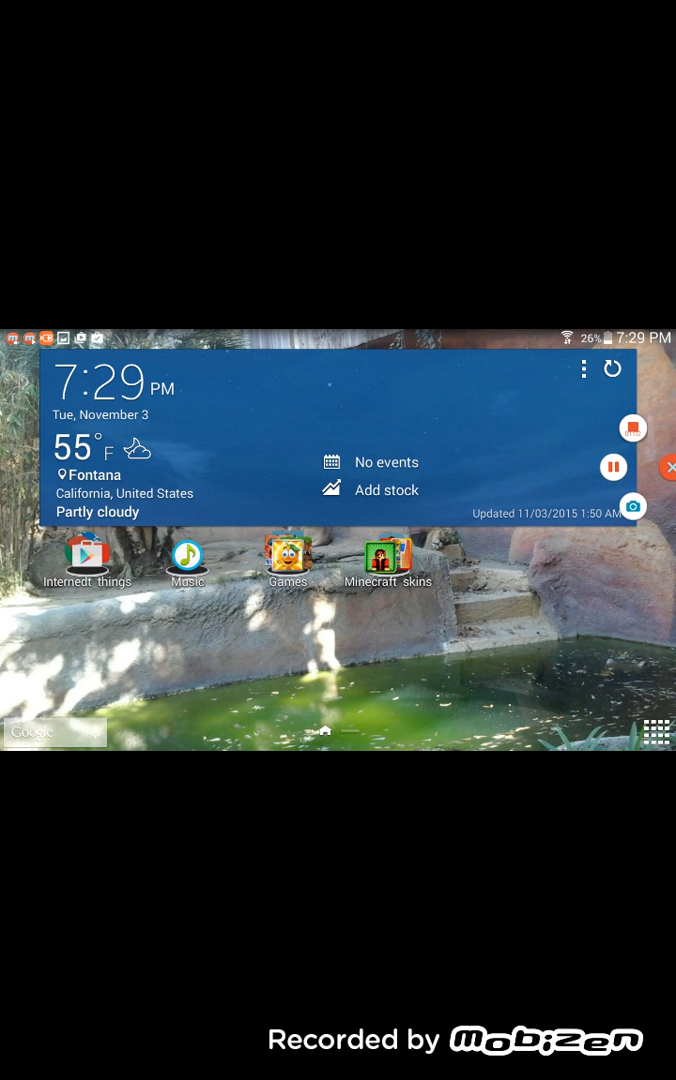 26% 7:29 PM
7:29 PM
Tue, November 3
55°F
Fontana
California, United States
Partly cloudy
No events
Add stock
Updated 11/03/2015 1:50 AM
Internedt things
Music
Games
Minecraft skins
Google
Recorded by mobizen